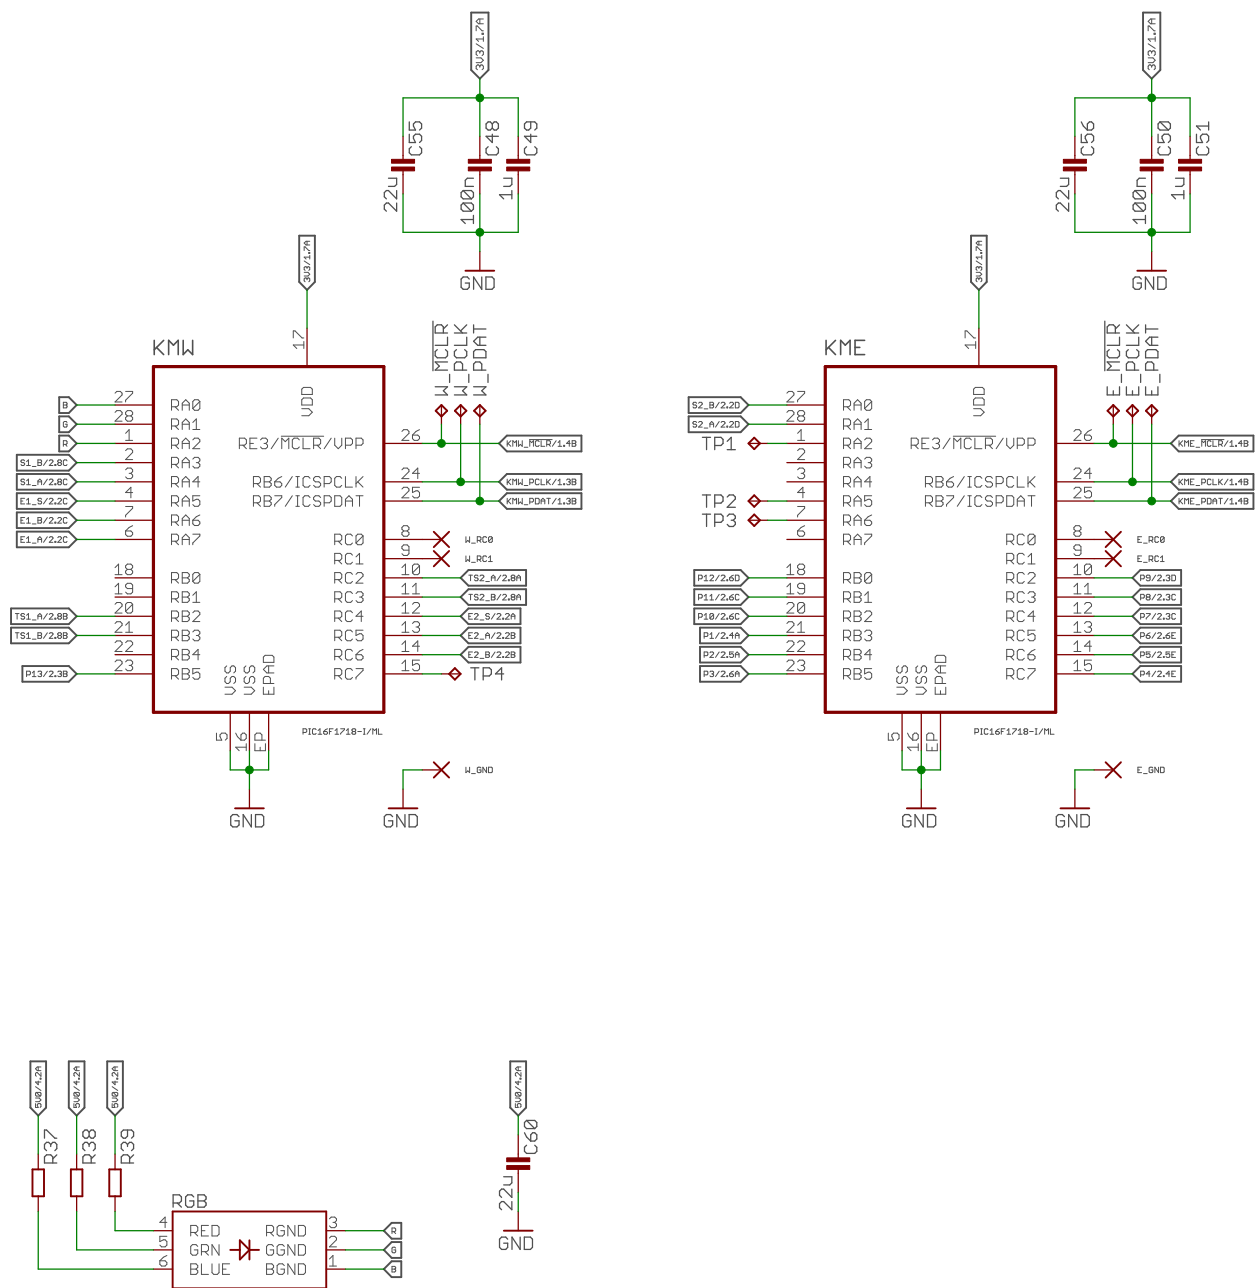 3V3/1.7A
C55
22u
C48
100n
C49
1u
GND
3V3/1.7A
C56
22u
C50
100n
C51
1u
GND
3V3/1.7A
17
KMW
VDD
W_MCLR
W_PCLK
W_PDAT
B 27 RA0
G 28 RA1
R 1 RA2 RE3/MCLR/VPP 26 KMW_MCLR/1.4B
S1_B/2.8C 2 RA3
S1_A/2.8C 3 RA4 RB6/ICSPCLK 24 KMW_PCLK/1.3B
E1_S/2.2C 4 RA5 RB7/ICSPDAT 25 KMW_PDAT/1.3B
E1_B/2.2C 7 RA6
E1_A/2.2C 6 RA7 RC0 8 W_RC0
RC1 9 W_RC1
18 RB0 RC2 10 TS2_A/2.8A
19 RB1 RC3 11 TS2_B/2.8A
TS1_A/2.8B 20 RB2 RC4 12 E2_S/2.2A
TS1_B/2.8B 21 RB3 RC5 13 E2_A/2.2B
22 RB4 RC6 14 E2_B/2.2B
P13/2.3B 23 RB5 RC7 15 TP4
VSS VSS EPAD
5 16 EP
PIC16F1718-I/ML
GND
W_GND
GND
3V3/1.7A
17
KME
VDD
E_MCLR
E_PCLK
E_PDAT
S2_B/2.2D 27 RA0
S2_A/2.2D 28 RA1
TP1 1 RA2 RE3/MCLR/VPP 26 KME_MCLR/1.4B
2 RA3
3 RA4 RB6/ICSPCLK 24 KME_PCLK/1.4B
TP2 4 RA5 RB7/ICSPDAT 25 KME_PDAT/1.4B
TP3 7 RA6
6 RA7 RC0 8 E_RC0
RC1 9 E_RC1
P12/2.6D 18 RB0 RC2 10 P9/2.3D
P11/2.6C 19 RB1 RC3 11 P8/2.3C
P10/2.6C 20 RB2 RC4 12 P7/2.3C
P1/2.4A 21 RB3 RC5 13 P6/2.6E
P2/2.5A 22 RB4 RC6 14 P5/2.5E
P3/2.6A 23 RB5 RC7 15 P4/2.4E
VSS VSS EPAD
5 16 EP
PIC16F1718-I/ML
GND
E_GND
GND
5V0/4.2A
5V0/4.2A
5V0/4.2A
R37
R38
R39
RGB
4 RED RGND 3 R
5 GRN GGND 2 G
6 BLUE BGND 1 B
5V0/4.2A
C60
22u
GND